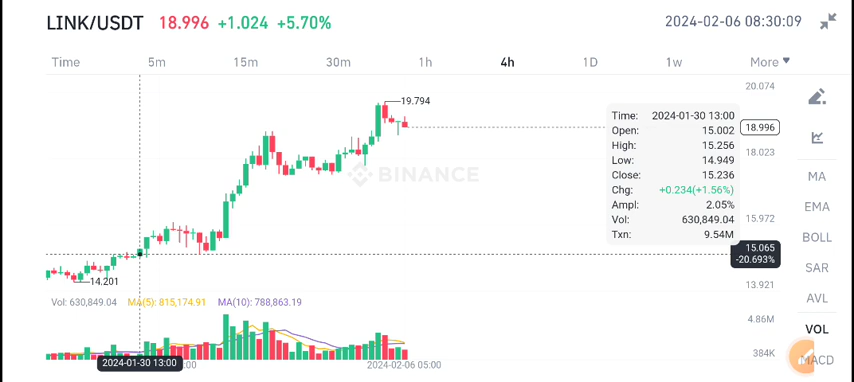 LINK/USDT 18.996 +1.024 +5.70% 2024-02-06 08:30:09
Time 5m 15m 30m 1h 4h 1D 1w More
20.074
19.794
Time: 2024-01-30 13:00
Open: 15.002
High: 15.256
Low: 14.949
Close: 15.236
Chg: +0.234(+1.56%)
Ampl: 2.05%
Vol: 630,849.04
Txn: 9.54M
18.996
18.023
15.972
15.065
-20.693%
13.921
BINANCE
14.201
Vol: 630,849.04 MA(5): 815,174.91 MA(10): 788,863.19
4.86M
384K
2024-01-30 13:00
2024-02-06 05:00
MA
EMA
BOLL
SAR
AVL
VOL
MACD